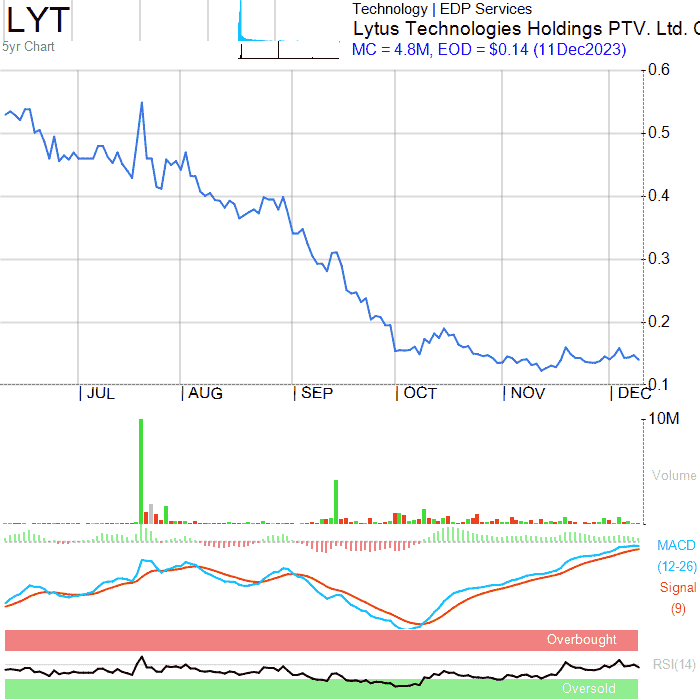 LYT
5yr Chart
Technology | EDP Services
Lytus Technologies Holdings PTV. Ltd. C
MC = 4.8M, EOD = $0.14 (11Dec2023)
0.6
0.5
0.4
0.3
0.2
0.1
JUL
AUG
SEP
OCT
NOV
DEC
10M
Volume
MACD
(12-26)
Signal
(9)
Overbought
RSI(14)
Oversold